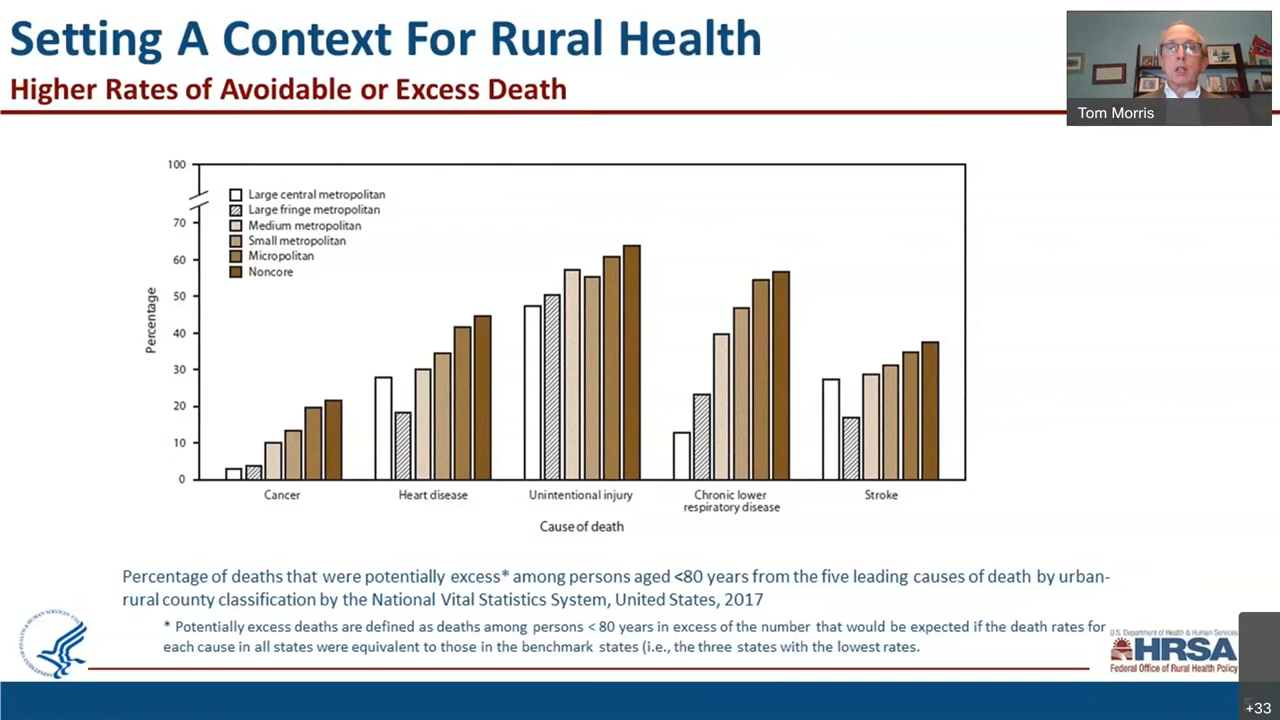 Setting A Context For Rural Health
Higher Rates of Avoidable or Excess Death
Tom Morris
100
70
60
50
40
30
20
10
0
Percentage
Large central metropolitan
Large fringe metropolitan
Medium metropolitan
Small metropolitan
Micropolitan
Noncore
Cancer
Heart disease
Unintentional injury
Chronic lower
respiratory disease
Stroke
Cause of death
Percentage of deaths that were potentially excess* among persons aged <80 years from the five leading causes of death by urban-
rural county classification by the National Vital Statistics System, United States, 2017
* Potentially excess deaths are defined as deaths among persons < 80 years in excess of the number that would be expected if the death rates for
each cause in all states were equivalent to those in the benchmark states (i.e., the three states with the lowest rates.
U.S. Department of Health & Human Services
HRSA
Federal Office of Rural Health Policy
+33